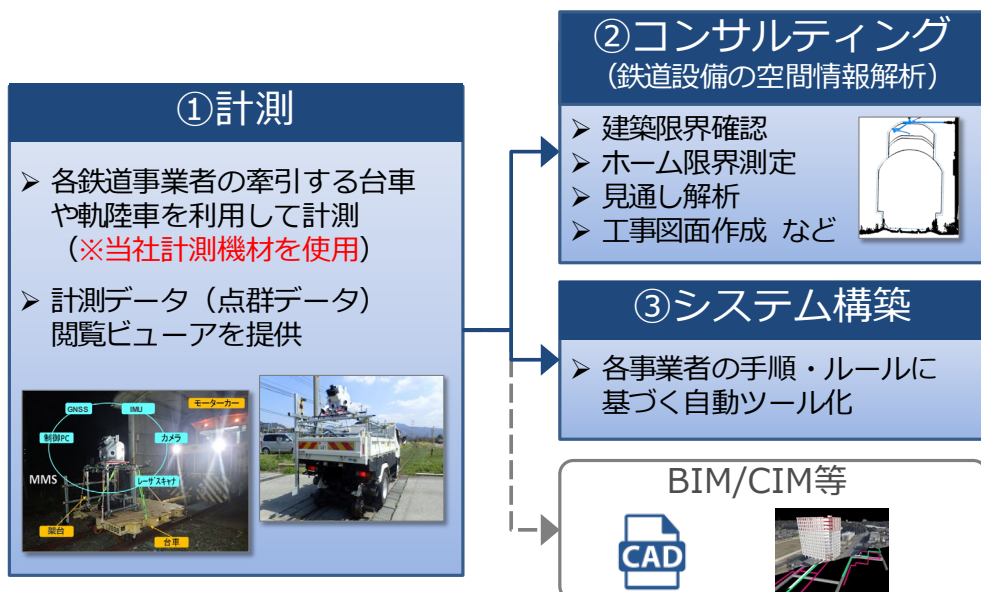 ①計測
➢ 各鉄道事業者の牽引する台車
や軌陸車を利用して計測
（※当社計測機材を使用）
➢ 計測データ（点群データ）
閲覧ビューアを提供
GNSS
IMU
モーターカー
制御PC
カメラ
MMS
レーザスキャナ
架台
台車
②コンサルティング
（鉄道設備の空間情報解析）
➢ 建築限界確認
➢ ホーム限界測定
➢ 見通し解析
➢ 工事図面作成 など
③システム構築
➢ 各事業者の手順・ルールに
基づく自動ツール化
BIM/CIM等
CAD